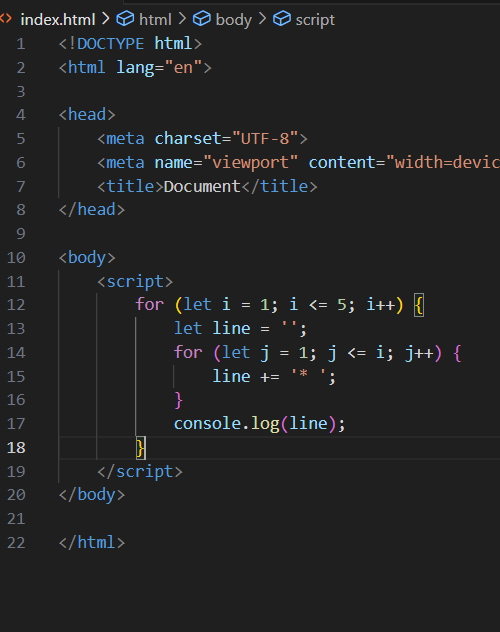 index.html > html > body > script
1 <!DOCTYPE html>
2 <html lang="en">
3
4 <head>
5     <meta charset="UTF-8">
6     <meta name="viewport" content="width=devic
7     <title>Document</title>
8 </head>
9
10 <body>
11     <script>
12         for (let i = 1; i <= 5; i++) {
13             let line = '';
14             for (let j = 1; j <= i; j++) {
15                 line += '* ';
16             }
17             console.log(line);
18         }
19     </script>
20 </body>
21
22 </html>